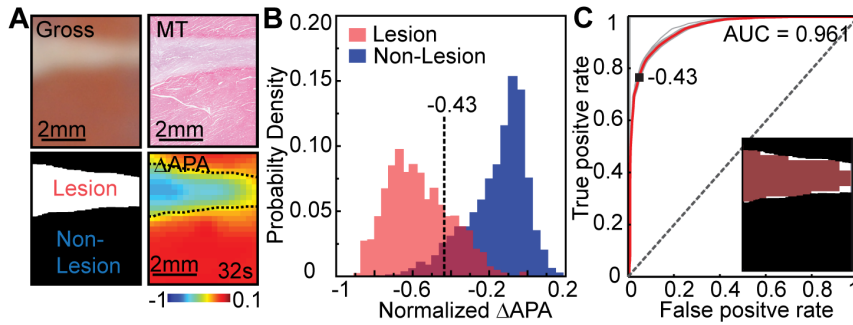 A
Gross
2mm
MT
2mm
Lesion
Non-
Lesion
ΔAPA
2mm
32s
-1
0.1
B
Lesion
Non-Lesion
-0.43
Probabilty Density
0.20
0.15
0.10
0.05
0
-1
-0.6
-0.2
0.2
Normalized ΔAPA
C
AUC = 0.961
-0.43
True positve rate
1
0.8
0.6
0.4
0.2
0
0
0.2
0.4
0.6
0.8
1
False positve rate